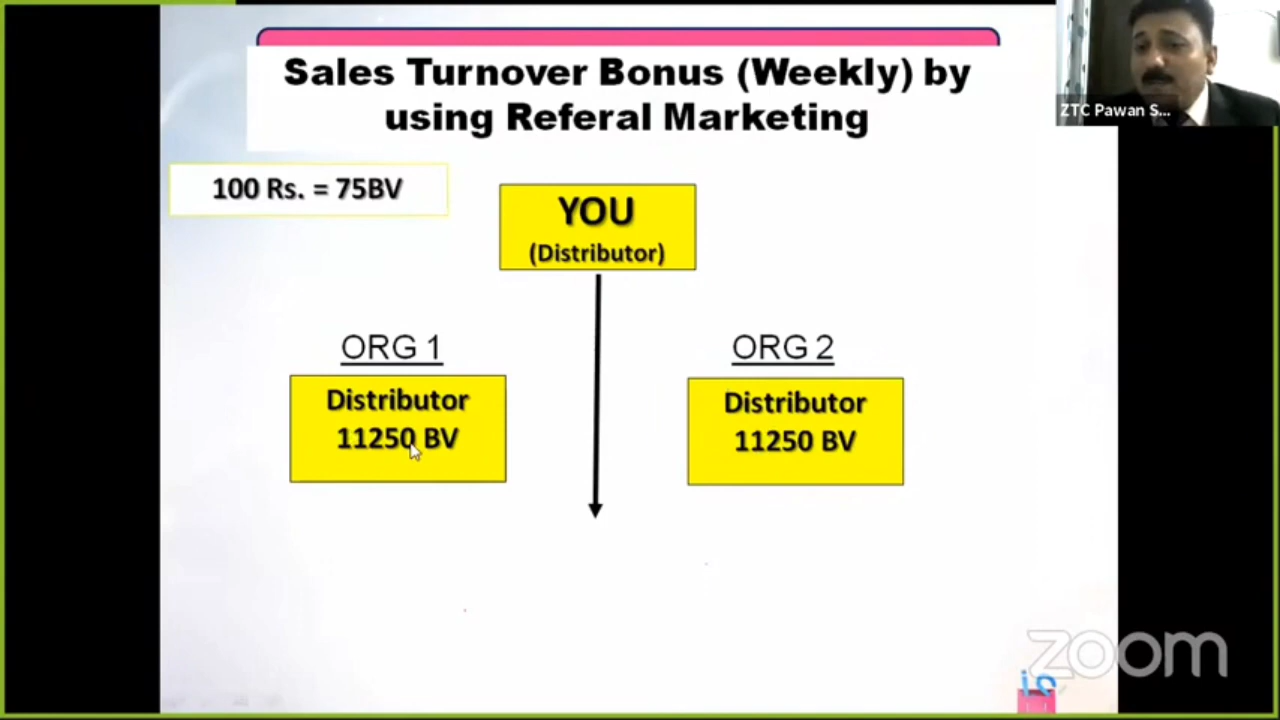 Sales Turnover Bonus (Weekly) by
using Referal Marketing
ZTC Pawan S...
100 Rs. = 75BV
YOU
(Distributor)
ORG 1
ORG 2
Distributor
11250 BV
Distributor
11250 BV
zoom